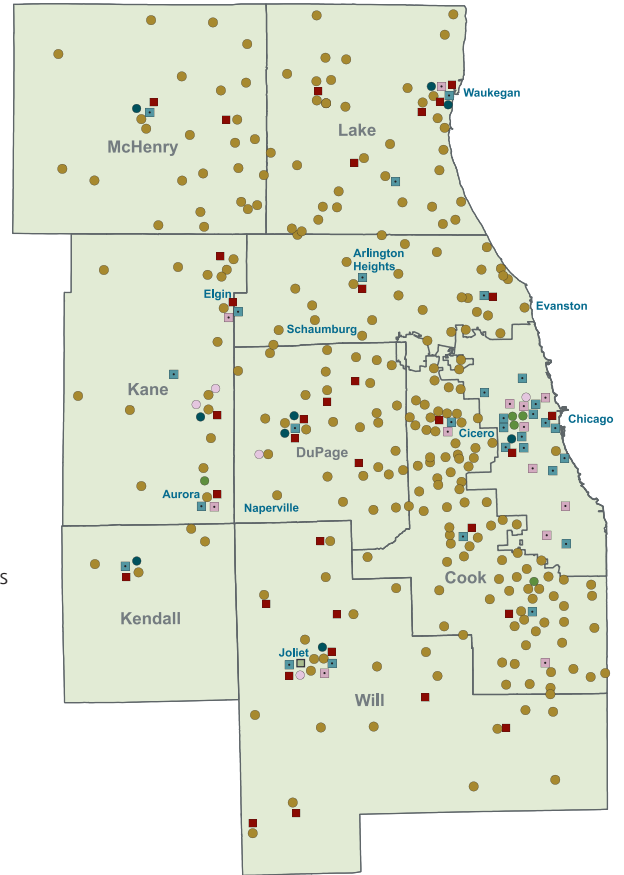 Waukegan
Lake
McHenry
Arlington
Heights
Elgin
Evanston
Schaumburg
Kane
Chicago
Cicero
DuPage
Aurora
Naperville
S
Cook
Kendall
Joliet
Will